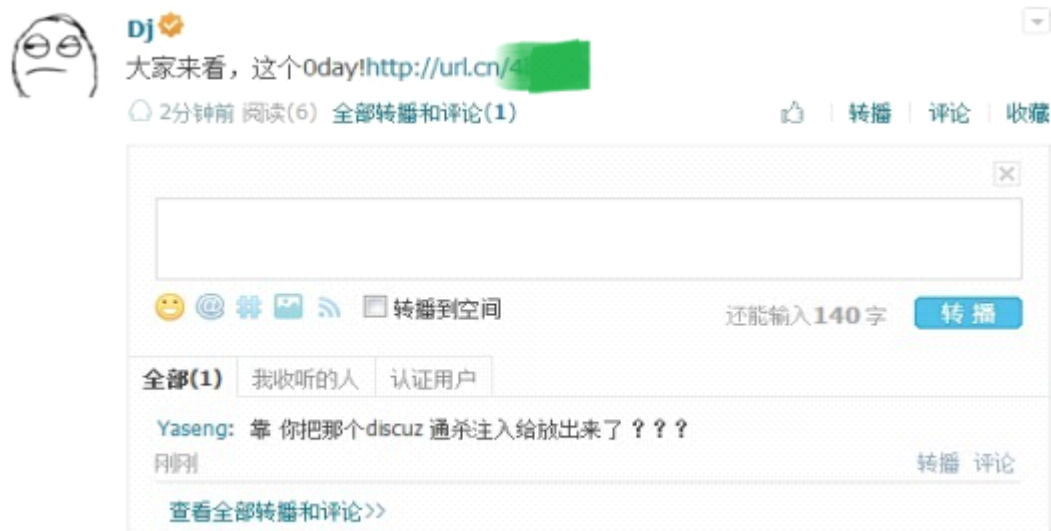 Dj
大家来看，这个0day!http://url.cn/4
2分钟前 阅读(6) 全部转播和评论(1) 转播 评论 收藏
转播到空间 还能输入140字 转播
全部(1) 我收听的人 认证用户
Yaseng: 靠 你把那个discuz 通杀注入给放出来了？？？
刚刚 转播 评论
查看全部转播和评论>>